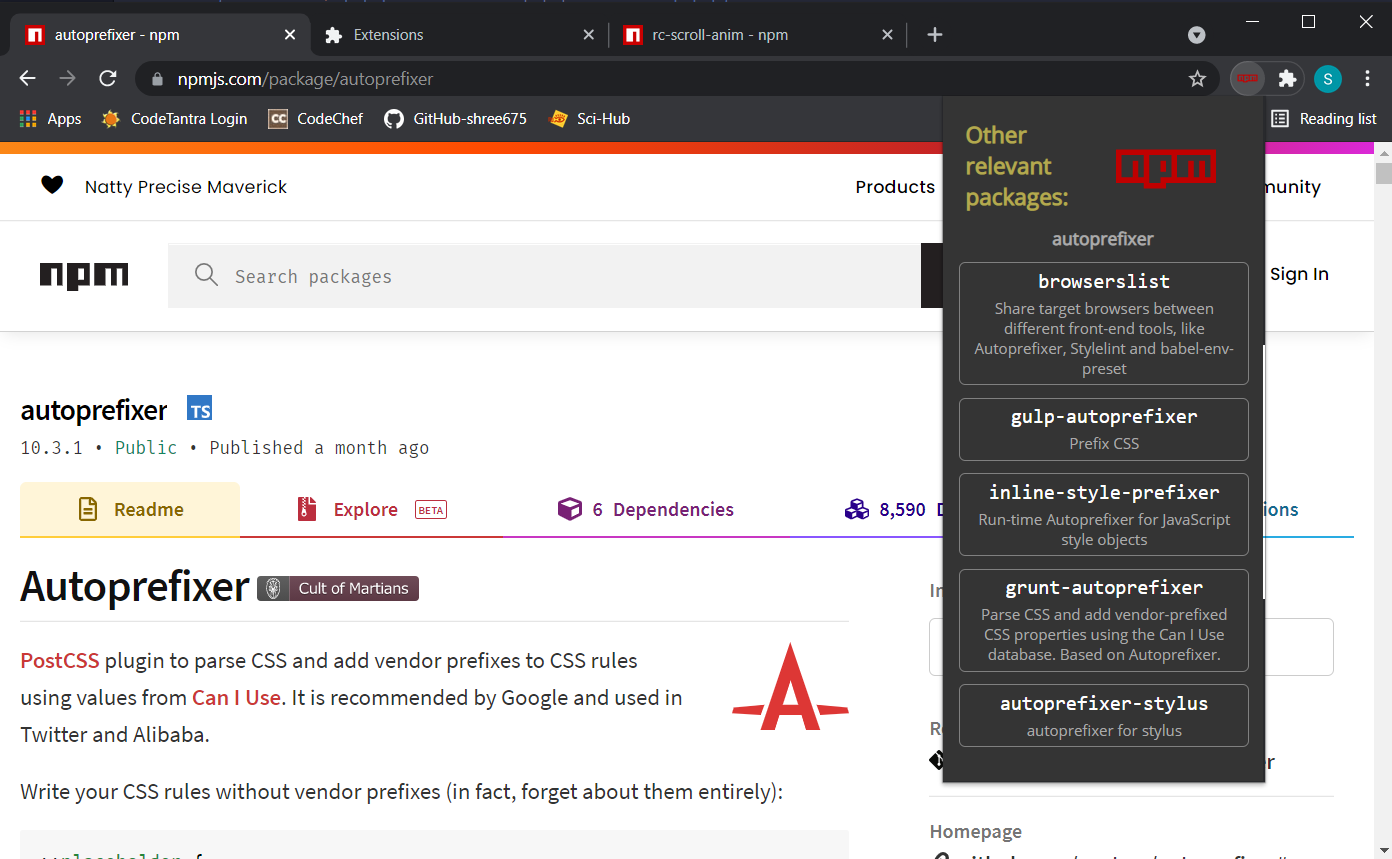 autoprefixer - npm
Extensions
rc-scroll-anim - npm
npmjs.com/package/autoprefixer
npm
S
Apps
CodeTantra Login
CC
CodeChef
GitHub-shree675
Sci-Hub
Reading list
Natty Precise Maverick
Products
munity
npm
Search packages
Sign In
Other
relevant
packages:
npm
autoprefixer
browserslist
Share target browsers between
different front-end tools, like
Autoprefixer, Stylelint and babel-env-
preset
gulp-autoprefixer
Prefix CSS
inline-style-prefixer
Run-time Autoprefixer for JavaScript
style objects
grunt-autoprefixer
Parse CSS and add vendor-prefixed
CSS properties using the Can I Use
database. Based on Autoprefixer.
autoprefixer-stylus
autoprefixer for stylus
autoprefixer TS
10.3.1 • Public • Published a month ago
Readme
Explore BETA
6 Dependencies
8,590
ions
Autoprefixer Cult of Martians
PostCSS plugin to parse CSS and add vendor prefixes to CSS rules
using values from Can I Use. It is recommended by Google and used in
Twitter and Alibaba.
Write your CSS rules without vendor prefixes (in fact, forget about them entirely):
Homepage